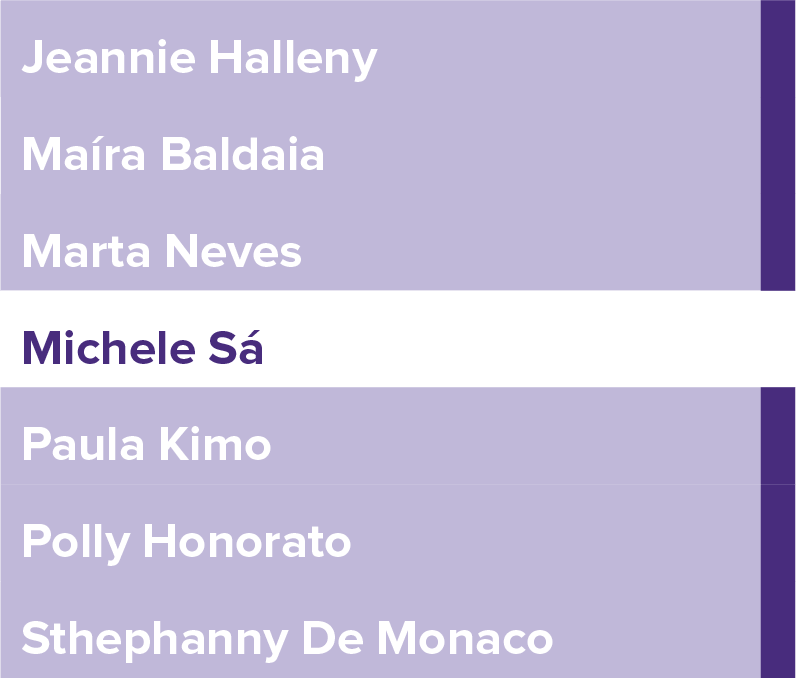 Jeannie Halleny
Maíra Baldaia
Marta Neves
Michele Sá
Paula Kimo
Polly Honorato
Sthephanny De Monaco